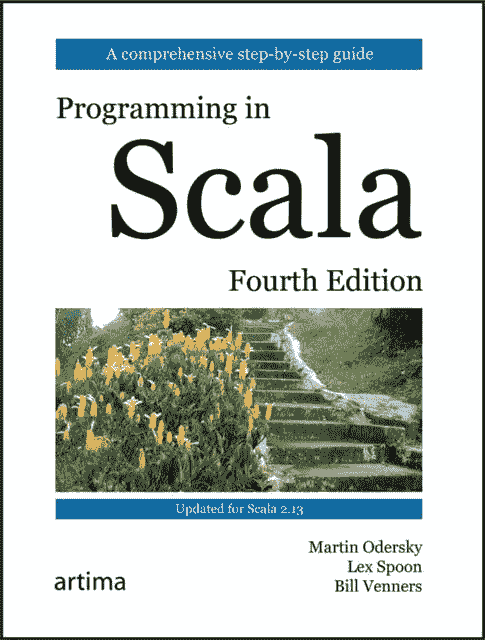 A comprehensive step-by-step guide
Programming in
Scala
Fourth Edition
Updated for Scala 2.13
Martin Odersky
Lex Spoon
Bill Venners
artima